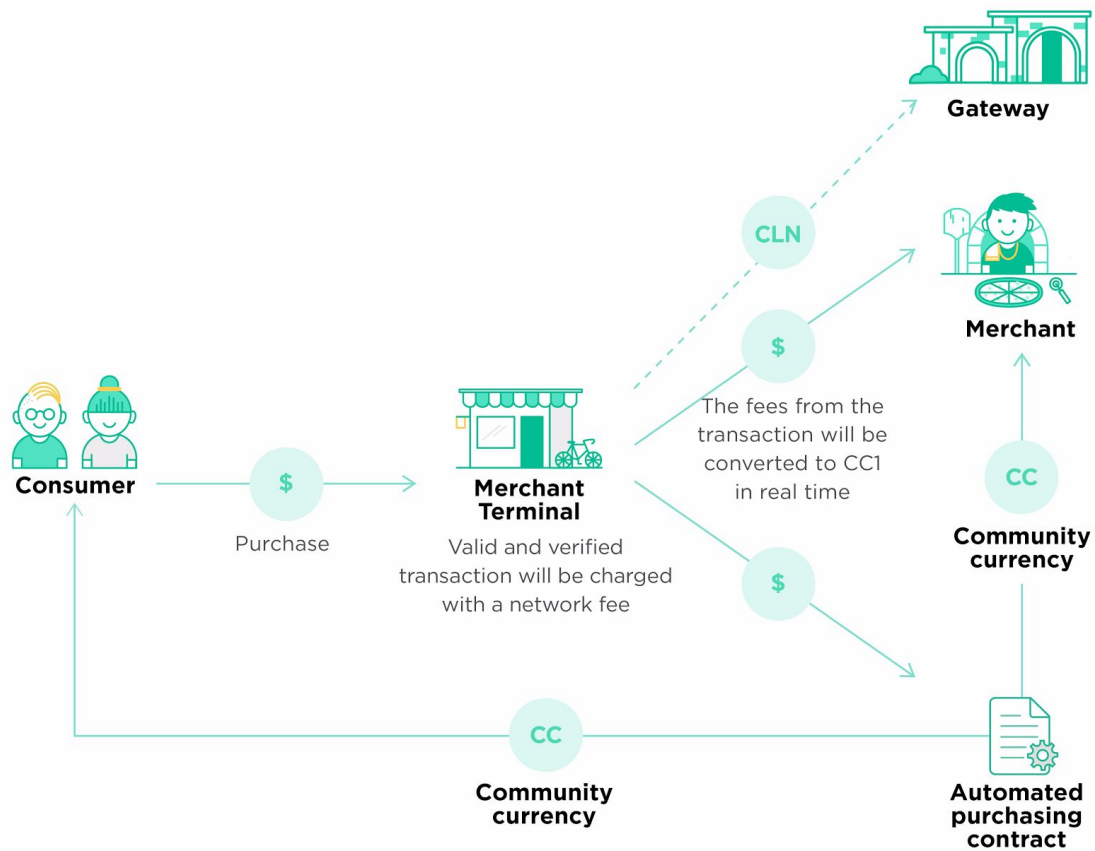 Gateway
CLN
Merchant
$
The fees from the
transaction will be
converted to CC1
in real time
Consumer
$
Purchase
Merchant
Terminal
Valid and verified
transaction will be charged
with a network fee
CC
Community
currency
$
CC
Community
currency
Automated
purchasing
contract